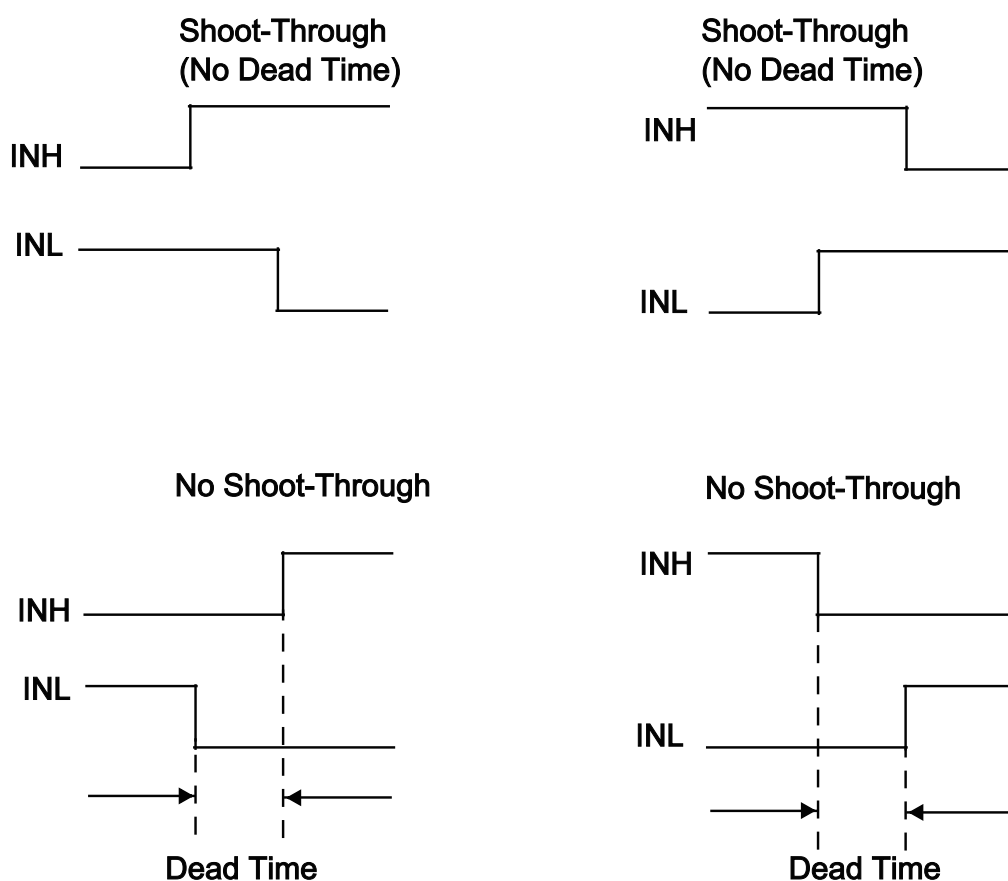 Shoot-Through
(No Dead Time)
INH
INL
Shoot-Through
(No Dead Time)
INH
INL
No Shoot-Through
INH
INL
Dead Time
No Shoot-Through
INH
INL
Dead Time